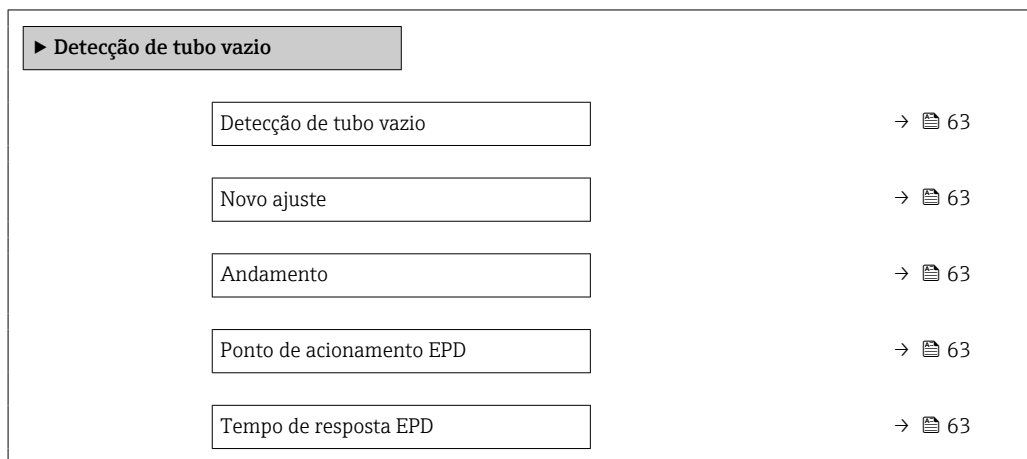 ▶ Detecção de tubo vazio
Detecção de tubo vazio → 63
Novo ajuste → 63
Andamento → 63
Ponto de acionamento EPD → 63
Tempo de resposta EPD → 63